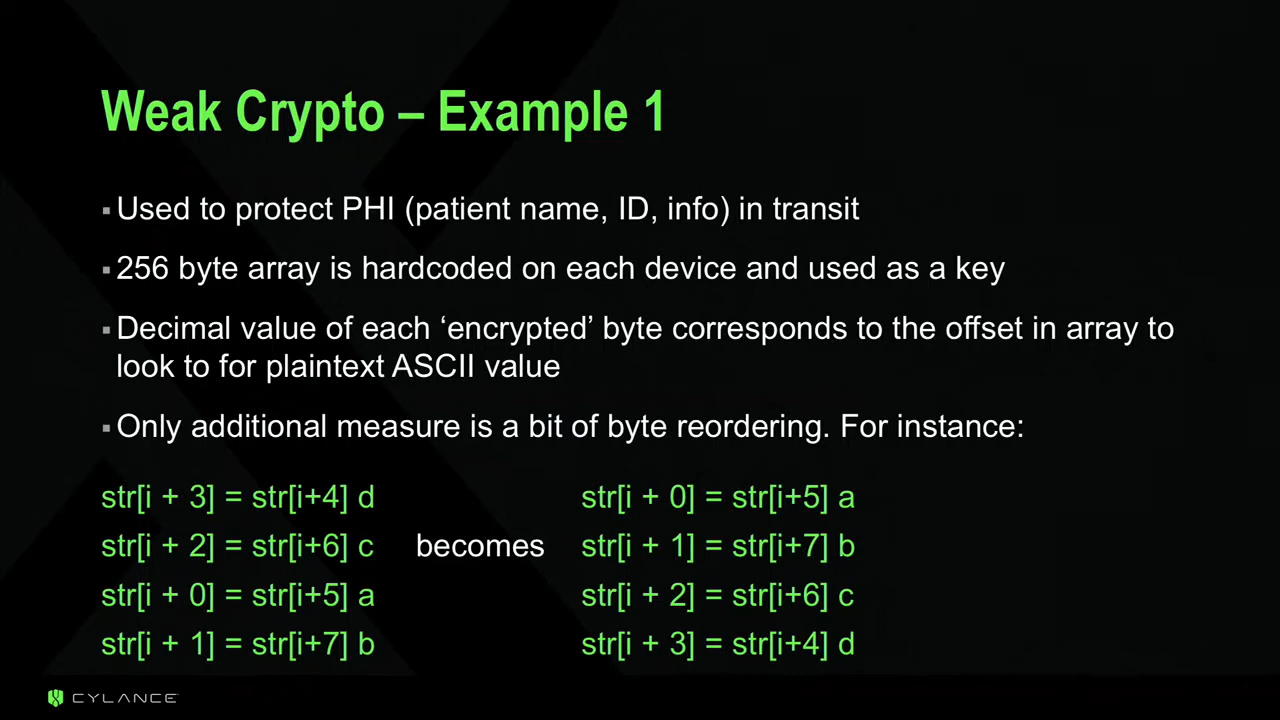 Weak Crypto – Example 1
▪Used to protect PHI (patient name, ID, info) in transit
▪256 byte array is hardcoded on each device and used as a key
▪Decimal value of each ‘encrypted’ byte corresponds to the offset in array to
look to for plaintext ASCII value
▪Only additional measure is a bit of byte reordering. For instance:
str[i + 3] = str[i+4] d
str[i + 2] = str[i+6] c
str[i + 0] = str[i+5] a
str[i + 1] = str[i+7] b
becomes
str[i + 0] = str[i+5] a
str[i + 1] = str[i+7] b
str[i + 2] = str[i+6] c
str[i + 3] = str[i+4] d
CYLANCE